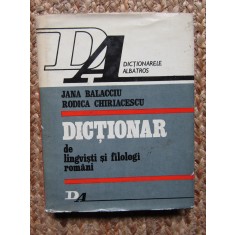 DA
DICȚIONARELE
ALBATROS
JANA BALACCIU
RODICA CHIRIACESCU
DICȚIONAR
de
lingviști și filologi
români
DA